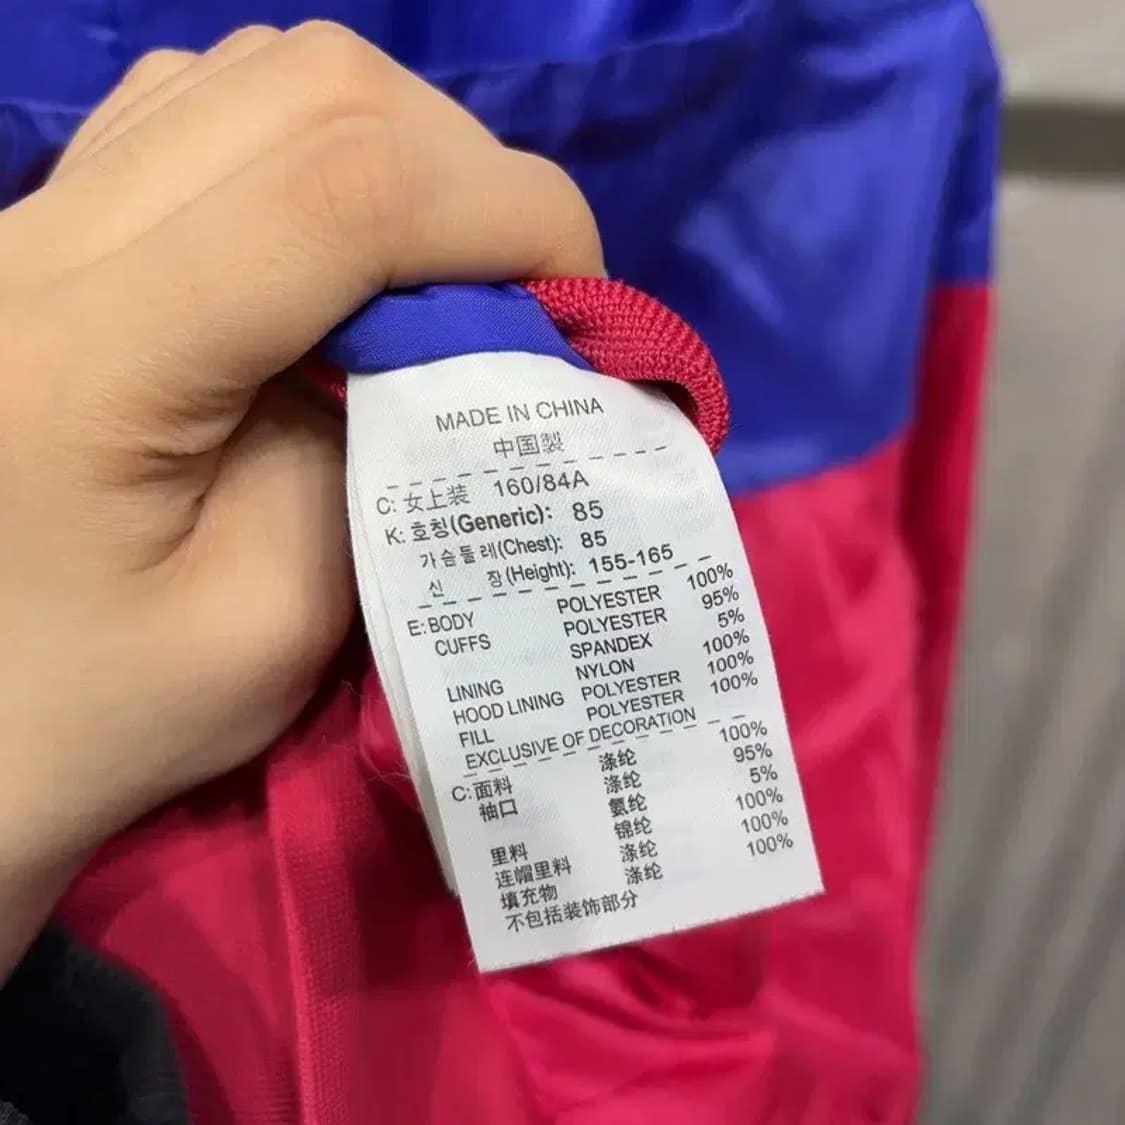 MADE IN CHINA
中国製
C: 女上装 160/84A
K: 호칭(Generic): 85
가슴둘레(Chest): 85
신 장(Height): 155-165
E: BODY POLYESTER 100%
CUFFS POLYESTER 95%
SPANDEX 5%
LINING NYLON 100%
HOOD LINING POLYESTER 100%
FILL POLYESTER 100%
EXCLUSIVE OF DECORATION
C: 面料 涤纶 100%
袖口 涤纶 95%
氨纶 5%
里料 锦纶 100%
连帽里料 涤纶 100%
填充物 涤纶 100%
不包括装饰部分